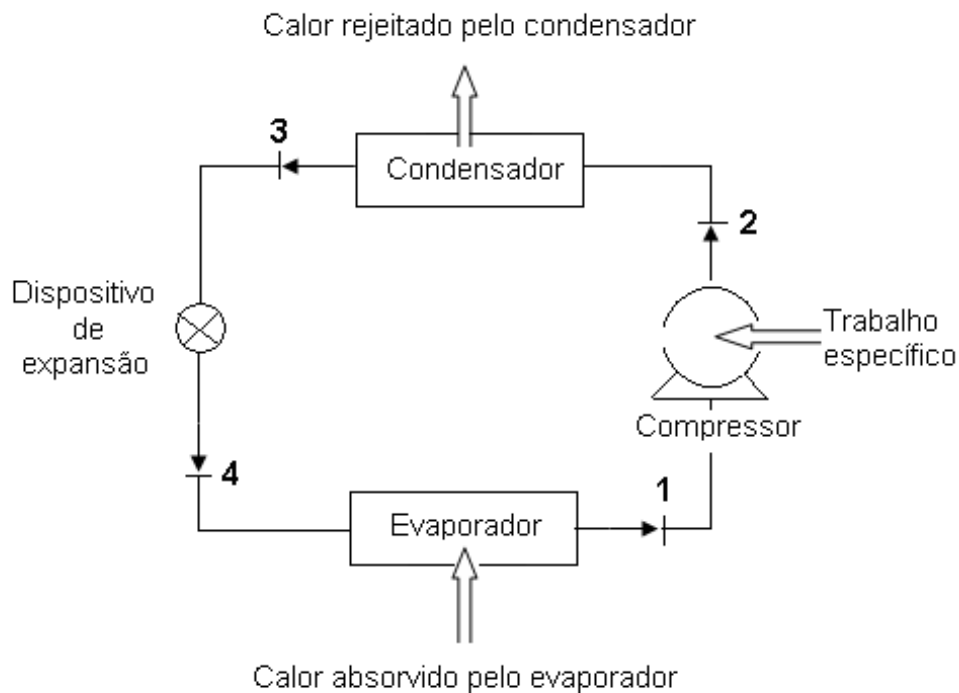 Calor rejeitado pelo condensador
3
Condensador
2
Dispositivo
de
expansão
Trabalho
específico
Compressor
4
1
Evaporador
Calor absorvido pelo evaporador